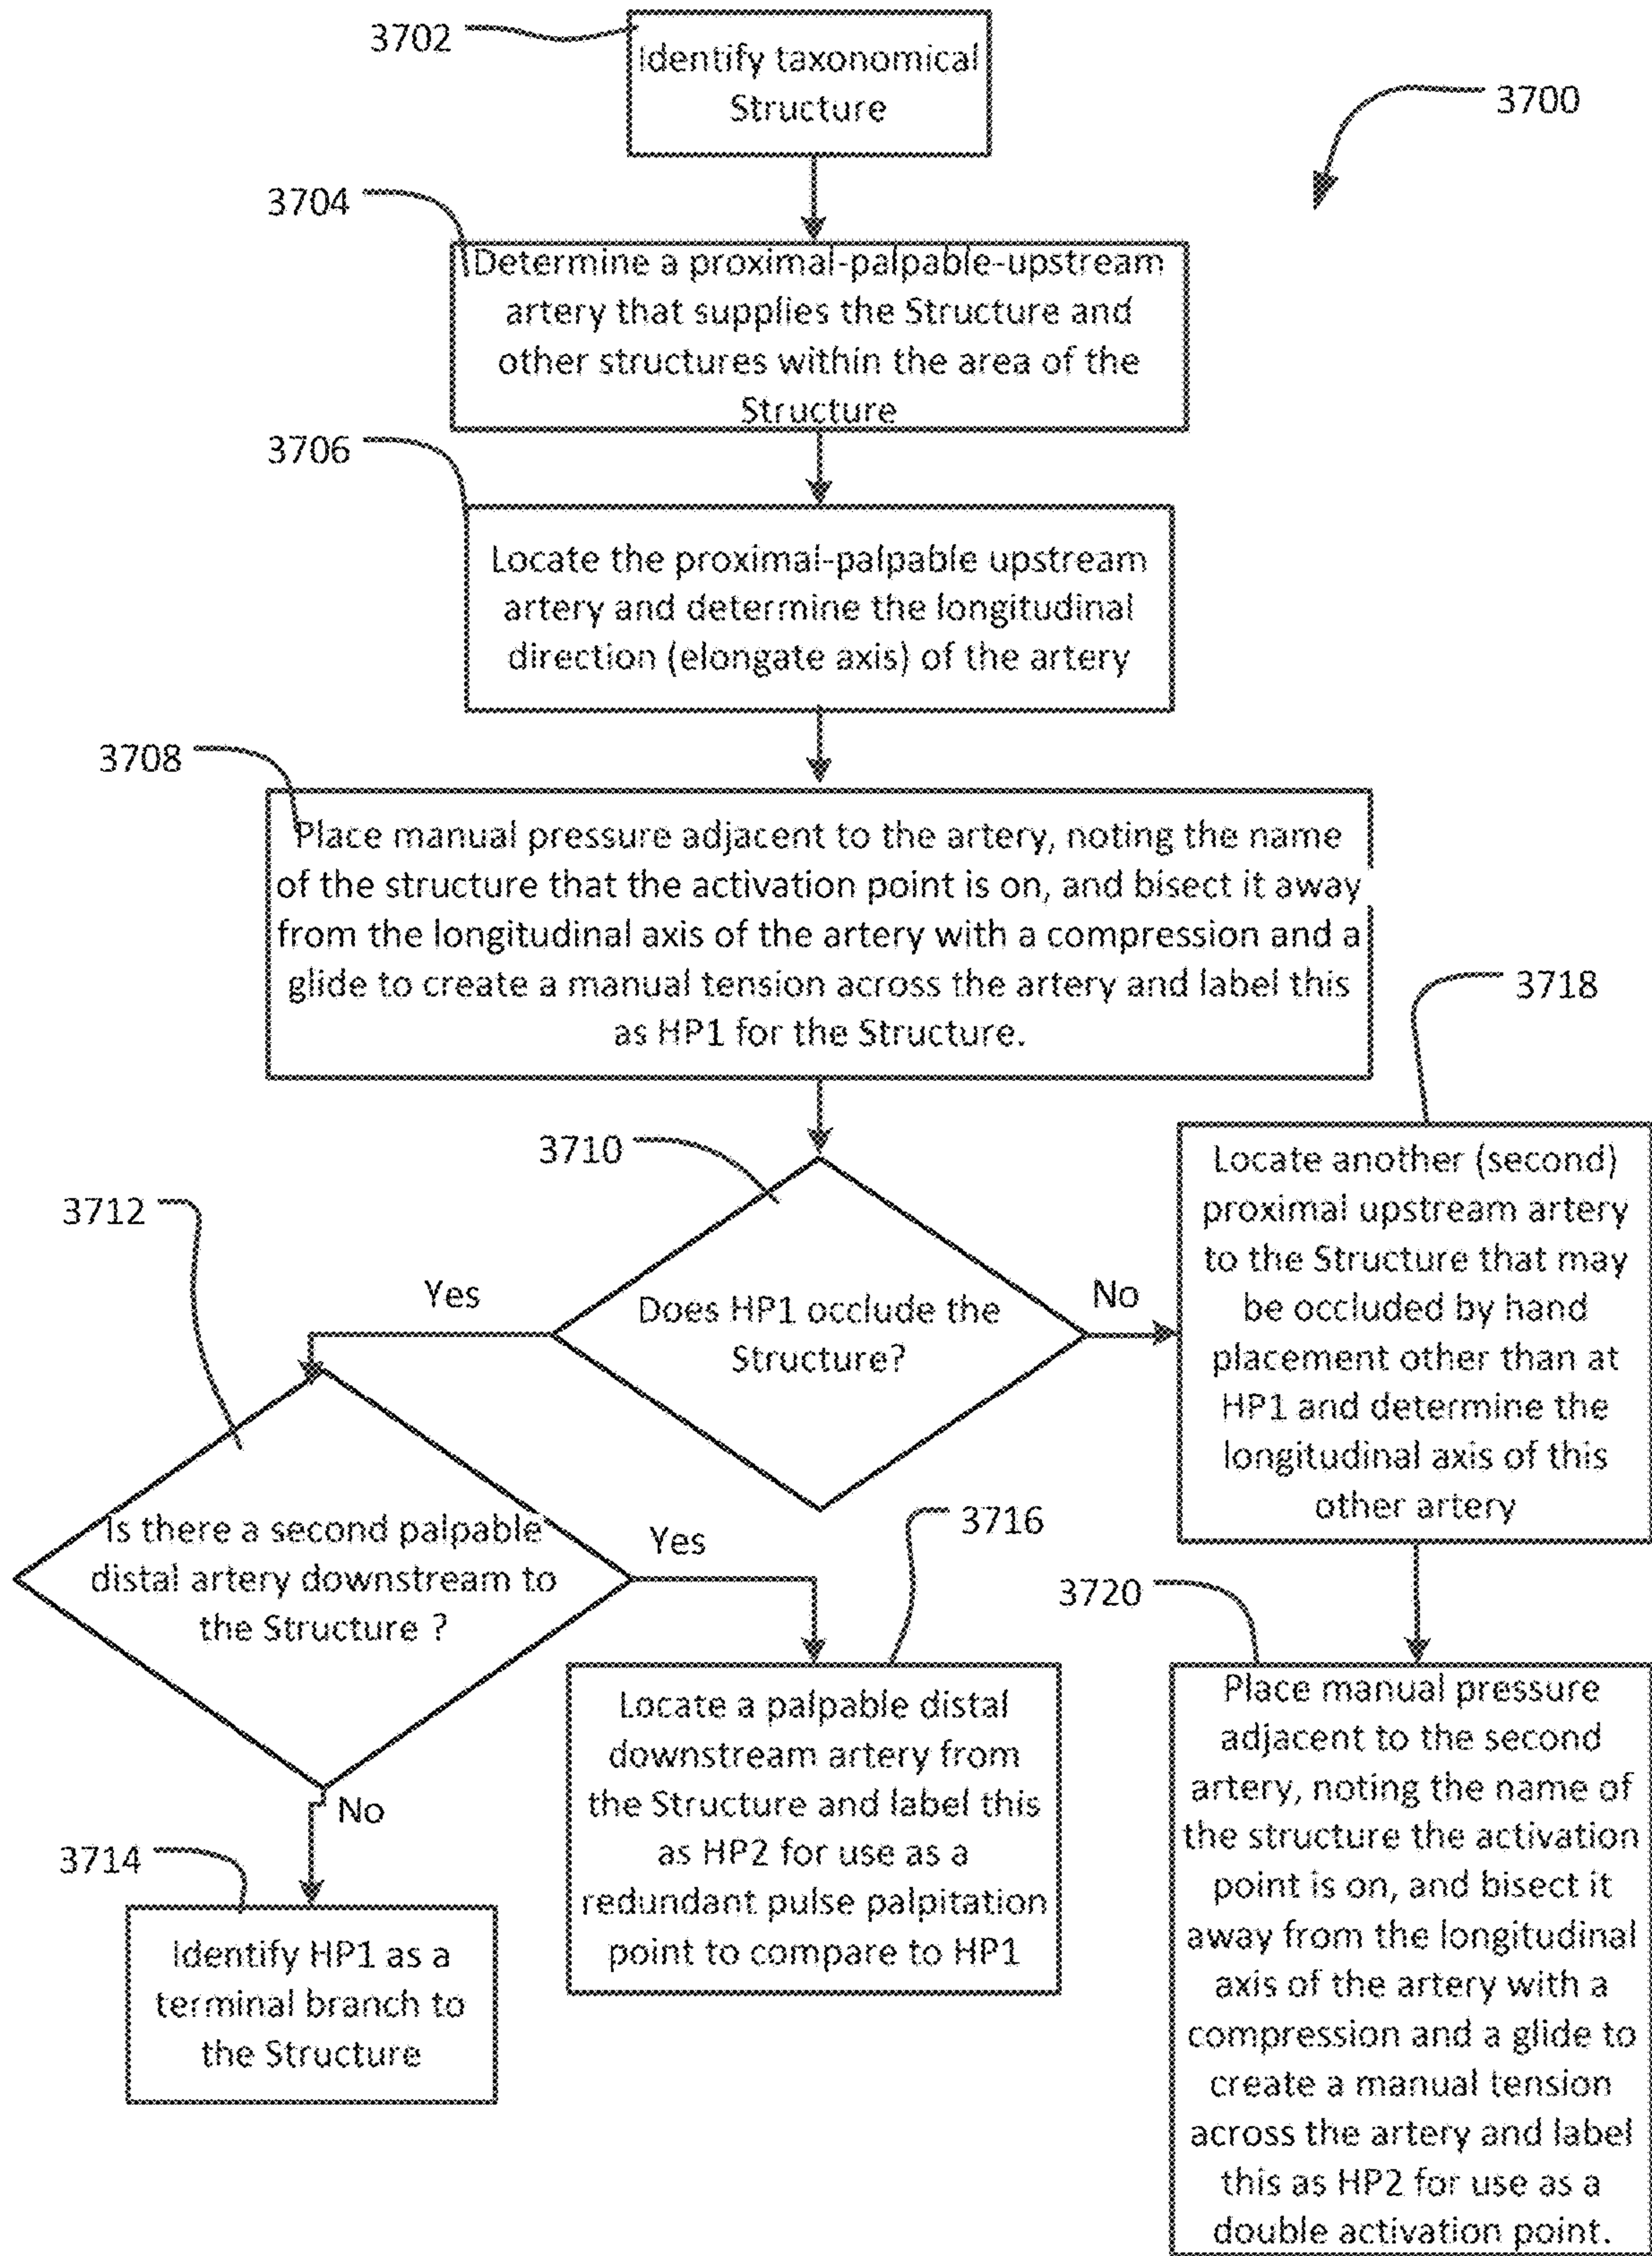 3702
Identify taxonomical
Structure
3700
3704
Determine a proximal-palpable-upstream
artery that supplies the Structure and
other structures within the area of the
Structure
3706
Locate the proximal-palpable upstream
artery and determine the longitudinal
direction (elongate axis) of the artery
3708
Place manual pressure adjacent to the artery, noting the name
of the structure that the activation point is on, and bisect it away
from the longitudinal axis of the artery with a compression and a
glide to create a manual tension across the artery and label this
as HP1 for the Structure.
3710
Does HP1 occlude the
Structure?
Yes
No
3712
Is there a second palpable
distal artery downstream to
the Structure ?
Yes
No
3714
Identify HP1 as a
terminal branch to
the Structure
3716
Locate a palpable distal
downstream artery from
the Structure and label this
as HP2 for use as a
redundant pulse palpitation
point to compare to HP1
3718
Locate another (second)
proximal upstream artery
to the Structure that may
be occluded by hand
placement other than at
HP1 and determine the
longitudinal axis of this
other artery
3720
Place manual pressure
adjacent to the second
artery, noting the name of
the structure the activation
point is on, and bisect it
away from the longitudinal
axis of the artery with a
compression and a glide to
create a manual tension
across the artery and label
this as HP2 for use as a
double activation point.